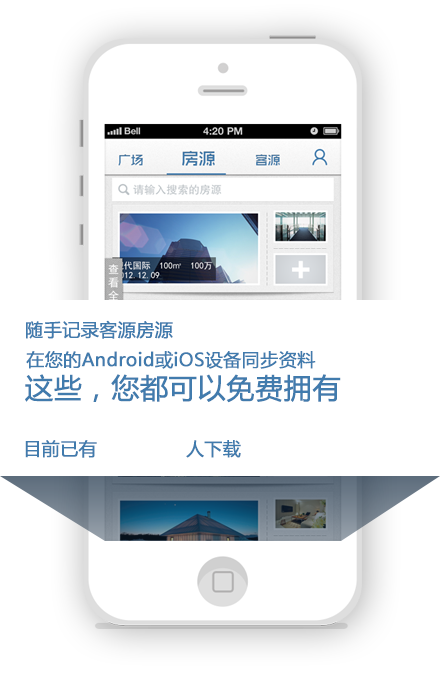 Bell 4:20 PM
广场 房源 客源
请输入搜索的房源
代国际 100㎡ 100万
2012.12.09
查看全
随手记录客源房源
在您的Android或iOS设备同步资料
这些，您都可以免费拥有
目前已有 人下载